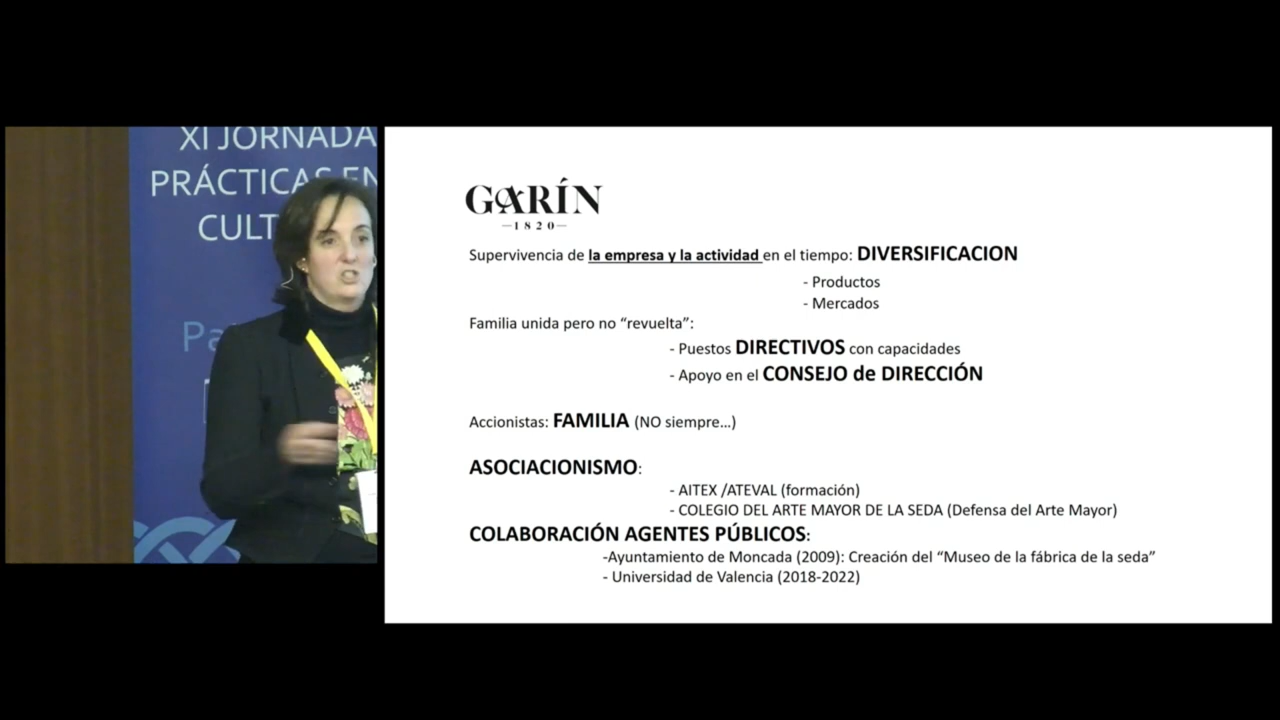 XI JORNADA
PRÁCTICAS EN
CULT
Pa
GARÍN
—1820—
Supervivencia de la empresa y la actividad en el tiempo: DIVERSIFICACION
- Productos
- Mercados
Familia unida pero no “revuelta”:
- Puestos DIRECTIVOS con capacidades
- Apoyo en el CONSEJO de DIRECCIÓN
Accionistas: FAMILIA (NO siempre…)
ASOCIACIONISMO:
- AITEX /ATEVAL (formación)
- COLEGIO DEL ARTE MAYOR DE LA SEDA (Defensa del Arte Mayor)
COLABORACIÓN AGENTES PÚBLICOS:
-Ayuntamiento de Moncada (2009): Creación del “Museo de la fábrica de la seda”
- Universidad de Valencia (2018-2022)